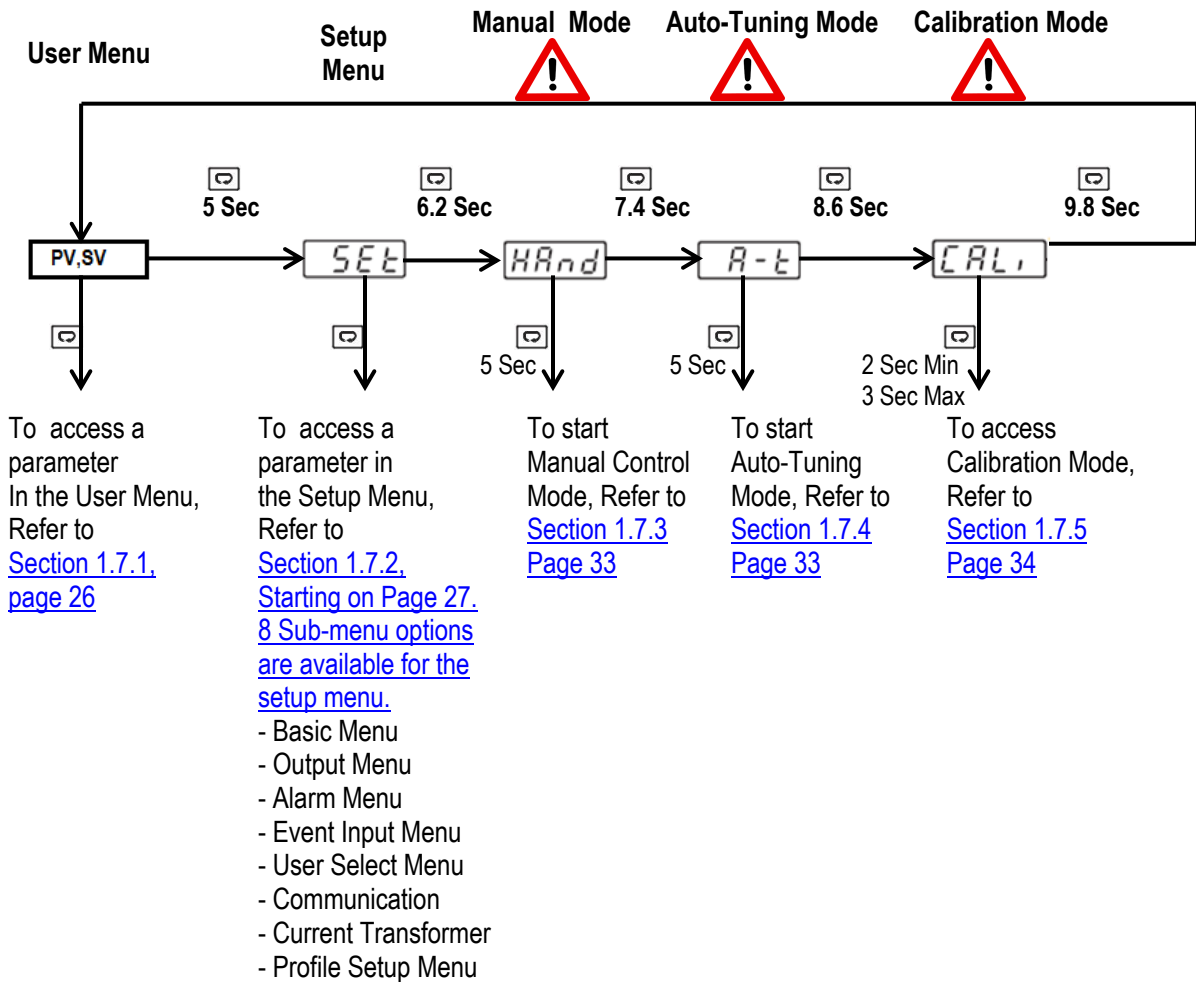 User Menu
Setup
Menu
Manual Mode
Auto-Tuning Mode
Calibration Mode
!
!
!
5 Sec
6.2 Sec
7.4 Sec
8.6 Sec
9.8 Sec
PV,SV
SEt
HAnd
A-t
CALi
5 Sec
5 Sec
2 Sec Min
3 Sec Max
To access a
parameter
In the User Menu,
Refer to
Section 1.7.1,
page 26
To access a
parameter in
the Setup Menu,
Refer to
Section 1.7.2,
Starting on Page 27.
8 Sub-menu options
are available for the
setup menu.
- Basic Menu
- Output Menu
- Alarm Menu
- Event Input Menu
- User Select Menu
- Communication
- Current Transformer
- Profile Setup Menu
To start
Manual Control
Mode, Refer to
Section 1.7.3
Page 33
To start
Auto-Tuning
Mode, Refer to
Section 1.7.4
Page 33
To access
Calibration Mode,
Refer to
Section 1.7.5
Page 34